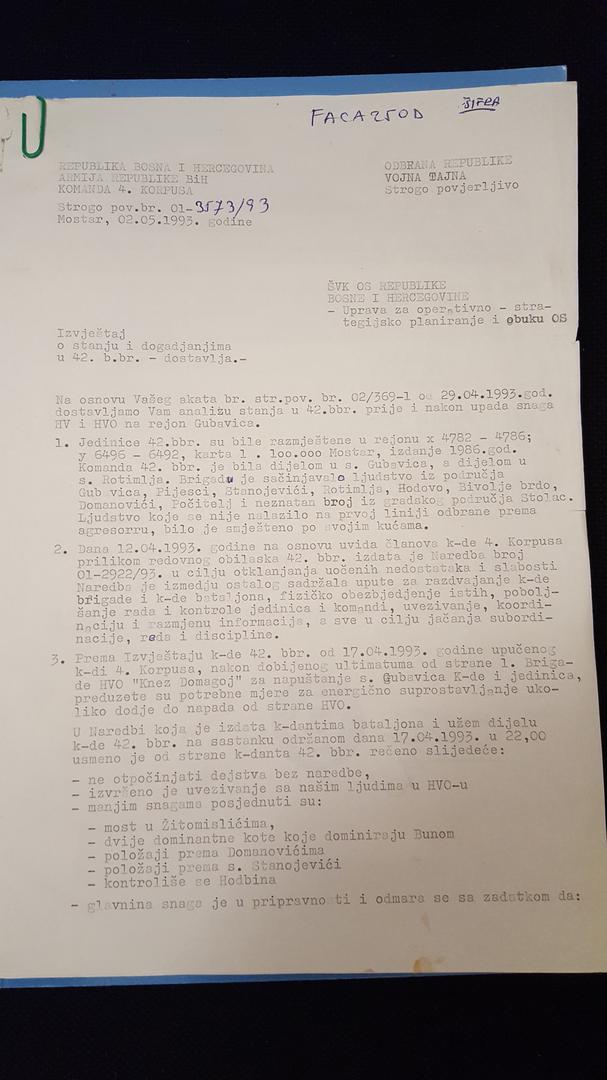 FACA250D ŠIFRA
REPUBLIKA BOSNA I HERCEGOVINA
ARMIJA REPUBLIKE BiH
KOMANDA 4. KORPUSA
Strogo pov.br. 01-3573/93
Mostar, 02.05.1993. godine
ODBRANA REPUBLIKE
VOJNA TAJNA
Strogo povjerljivo
ŠVK OS REPUBLIKE
BOSNE I HERCEGOVINE
- Uprava za operativno - stra-
tegijsko planiranje i obuku OS
Izvještaj
o stanju i dogadjanjima
u 42. b.br. - dostavlja.-
Na osnovu Vašeg akata br. str.pov. br. 02/369-1 od 29.04.1993.god.
dostavljamo Vam analizu stanja u 42.bbr. prije i nakon upada snaga
HV i HVO na rejon Gubavica.
1. Jedinice 42.bbr. su bile razmještene u rejonu x 4782 - 4786;
y 6496 - 6492, karta 1 . 100.000 Mostar, izdanje 1986.god.
Komanda 42. bbr. je bila dijelom u s. Gubavica, a dijelom u
s. Rotimlja. Brigadu je sačinjavalo ljudstvo iz područja
Gub vica, Pijesci, Stanojevići, Rotimlja, Hodovo, Bivolje brdo,
Domanovići, Počitelj i neznatan broj iz gradskog područja Stolac.
Ljudstvo koje se nije nalazilo na prvoj liniji odbrane prema
agresorru, bilo je smješteno po svojim kućama.
2. Dana 12.04.1993. godine na osnovu uvida članova k-de 4. Korpusa
prilikom redovnog obilaska 42. bbr. izdata je Naredba broj
01-2922/93. u cilju otklanjanja uočenih nedostataka i slabosti
Naredba je izmedju ostalog sadržala upute za razdvajanje k-de
brigade i k-de bataljona, fizičko obezbjedjenje istih, pobolj-
šanje rada i kontrole jedinica i komandi, uvezivanje, koordi-
naciju i razmjenu informacija, a sve u cilju jačanja subordi-
nacije, reda i discipline.
3. Prema Izvještaju k-de 42. bbr. od 17.04.1993. godine upućenog
k-di 4. Korpusa, nakon dobijenog ultimatuma od strane 1. Briga-
de HVO "Knez Domagoj" za napuštanje s. Gubavica K-de i jedinica,
preduzete su potrebne mjere za energično suprostavljanje uko-
liko dodje do napada od strane HVO.
U Naredbi koja je izdata k-dantima bataljona i užem dijelu
k-de 42. bbr. na sastanku održanom dana 17.04.1993. u 22,00
usmeno je od strane k-danta 42. bbr. rečeno slijedeće:
- ne otpočinjati dejstva bez naredbe,
- izvršeno je uvezivanje sa našim ljudima u HVO-u
- manjim snagama posjednuti su:
- most u Žitomislićima,
- dvije dominantne kote koje dominiraju Bunom
- položaji prema Domanovićima
- položaji prema s. Stanojevići
- kontroliše se Hodbina
- glavnina snaga je u pripravnosti i odmara se sa zadatkom da: